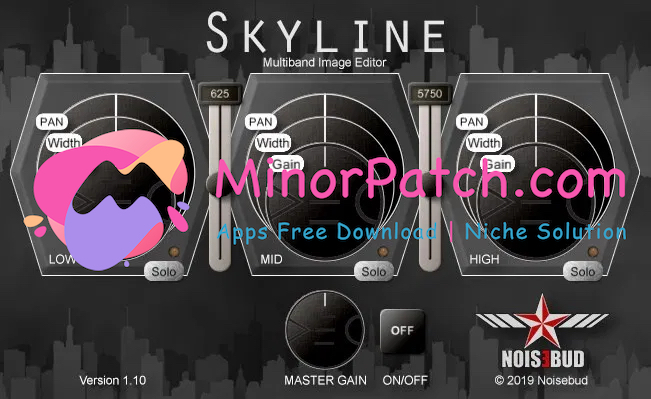 SKYLINE
Multiband Image Editor
625
5750
PAN
Width
PAN
Width
Gain
PAN
Width
Gain
MinorPatch.com
Apps Free Download | Niche Solution
LOW
Solo
MID
Solo
HIGH
Solo
OFF
NOISEBUD
Version 1.10
MASTER GAIN
ON/OFF
© 2019 Noisebud